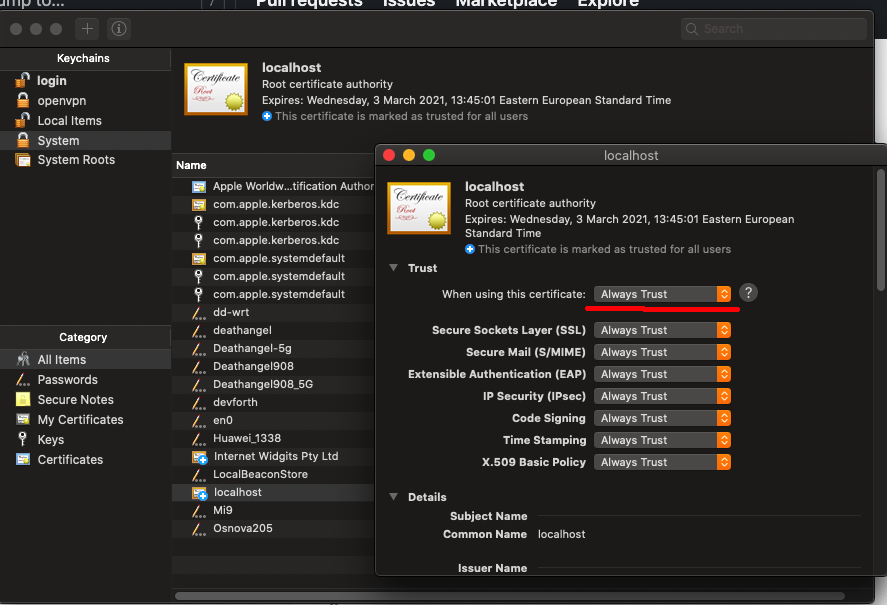 Pull requests Issues Marketplace Explore
Search
Keychains
login
openvpn
Local Items
System
System Roots
localhost
Root certificate authority
Expires: Wednesday, 3 March 2021, 13:45:01 Eastern European Standard Time
This certificate is marked as trusted for all users
Name
Apple Worldw...tification Author
com.apple.kerberos.kdc
com.apple.kerberos.kdc
com.apple.kerberos.kdc
com.apple.systemdefault
com.apple.systemdefault
com.apple.systemdefault
dd-wrt
deathangel
Deathangel-5g
Deathangel908
Deathangel908_5G
devforth
en0
Huawei_1338
Internet Widgits Pty Ltd
LocalBeaconStore
localhost
Mi9
Osnova205
Category
All Items
Passwords
Secure Notes
My Certificates
Keys
Certificates
localhost
Certificate
Root
localhost
Root certificate authority
Expires: Wednesday, 3 March 2021, 13:45:01 Eastern European
Standard Time
This certificate is marked as trusted for all users
Trust
When using this certificate: Always Trust ?
Secure Sockets Layer (SSL) Always Trust
Secure Mail (S/MIME) Always Trust
Extensible Authentication (EAP) Always Trust
IP Security (IPsec) Always Trust
Code Signing Always Trust
Time Stamping Always Trust
X.509 Basic Policy Always Trust
Details
Subject Name
Common Name localhost
Issuer Name